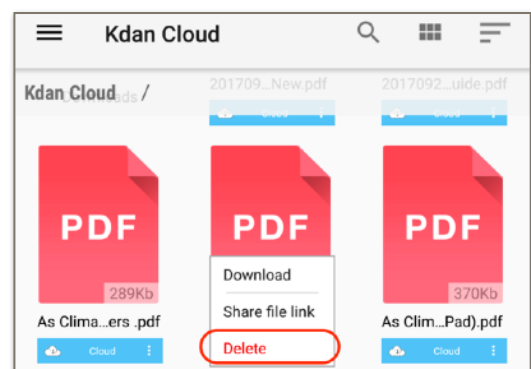 Kdan Cloud
201709...New.pdf
2017092...uide.pdf
Kdan Cloud /
Cloud
Cloud
PDF
PDF
PDF
289Kb
370Kb
Download
Share file link
Delete
As Clima...ers .pdf
As Clim...Pad).pdf
Cloud
Cloud